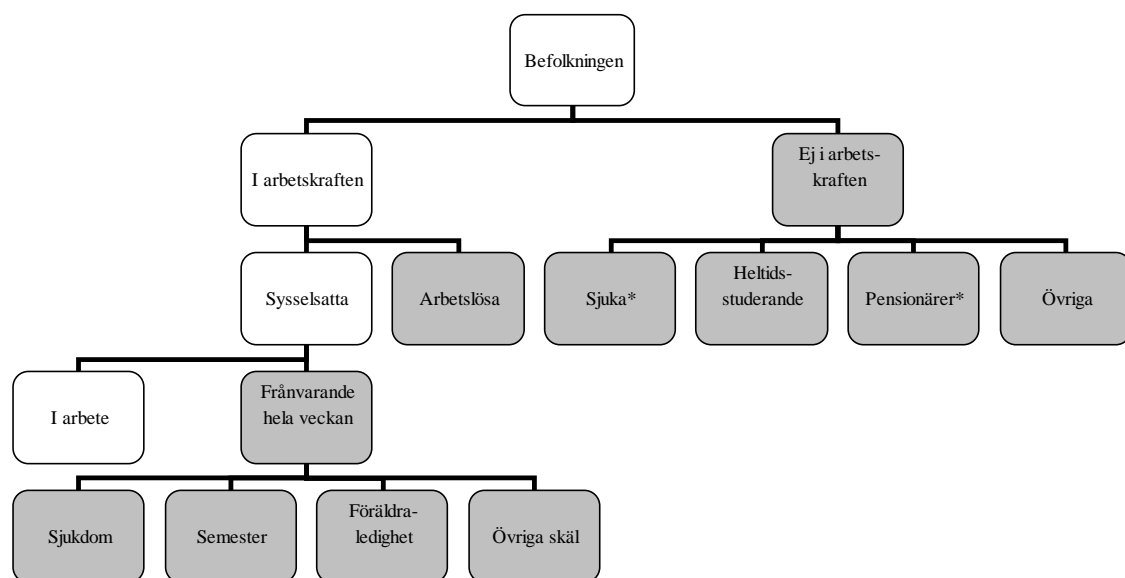 Befolkningen
I arbetskraften
Ej i arbets-
kraften
Sysselsatta
Arbetslösa
Sjuka*
Heltids-
studerande
Pensionärer*
Övriga
I arbete
Frånvarande
hela veckan
Sjukdom
Semester
Föräldra-
ledighet
Övriga skäl